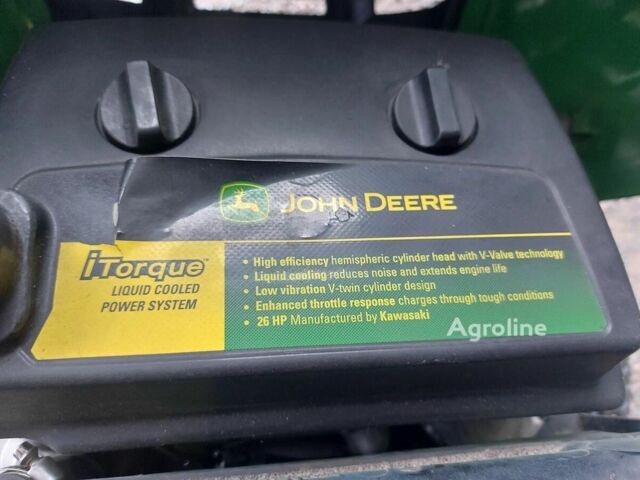 JOHN DEERE
iTorque™
LIQUID COOLED
POWER SYSTEM
• High efficiency hemispheric cylinder head with V-Valve technology
• Liquid cooling reduces noise and extends engine life
• Low vibration V-twin cylinder design
• Enhanced throttle response charges through tough conditions
• 26 HP Manufactured by Kawasaki
Agroline